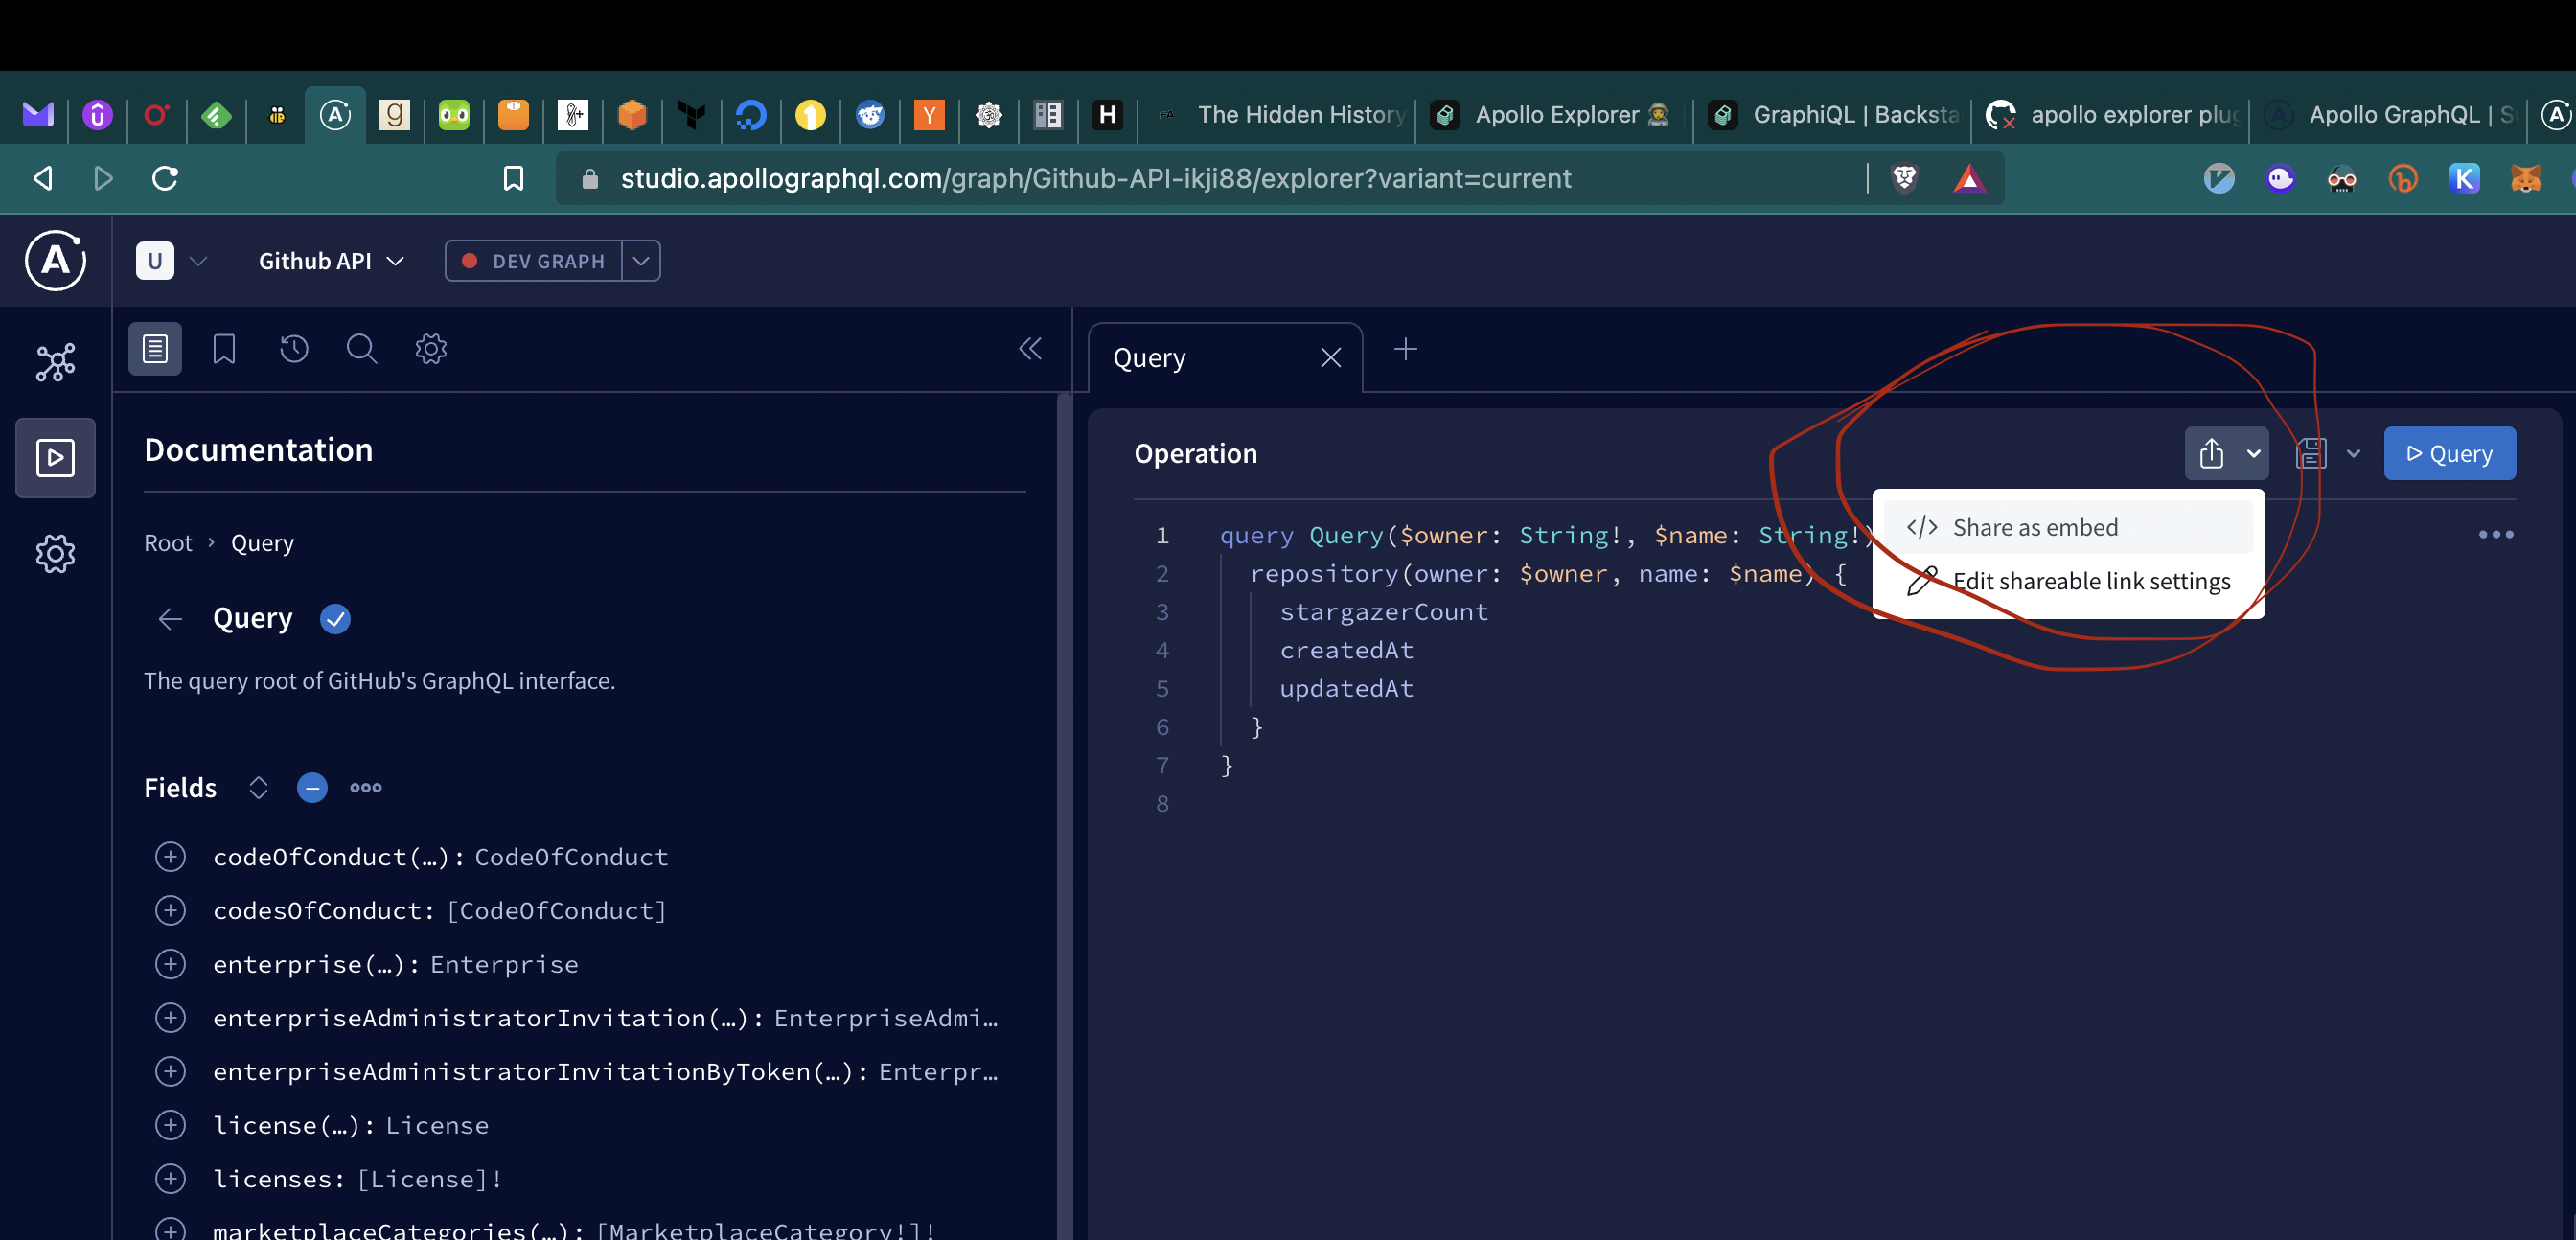 The Hidden History
Apollo Explorer
GraphiQL | Backsta
apollo explorer plug
Apollo GraphQL | S
studio.apollographql.com/graph/Github-API-ikji88/explorer?variant=current
U
Github API
DEV GRAPH
Query
Documentation
Operation
Query
Share as embed
Edit shareable link settings
Root › Query
Query
The query root of GitHub's GraphQL interface.
1 query Query($owner: String!, $name: String!)
2 repository(owner: $owner, name: $name) {
3 stargazerCount
4 createdAt
5 updatedAt
6 }
7 }
8
Fields
codeOfConduct(…): CodeOfConduct
codesOfConduct: [CodeOfConduct]
enterprise(…): Enterprise
enterpriseAdministratorInvitation(…): EnterpriseAdmi…
enterpriseAdministratorInvitationByToken(…): Enterpr…
license(…): License
licenses: [License]!
marketplaceCategories(…): [MarketplaceCategory!]!